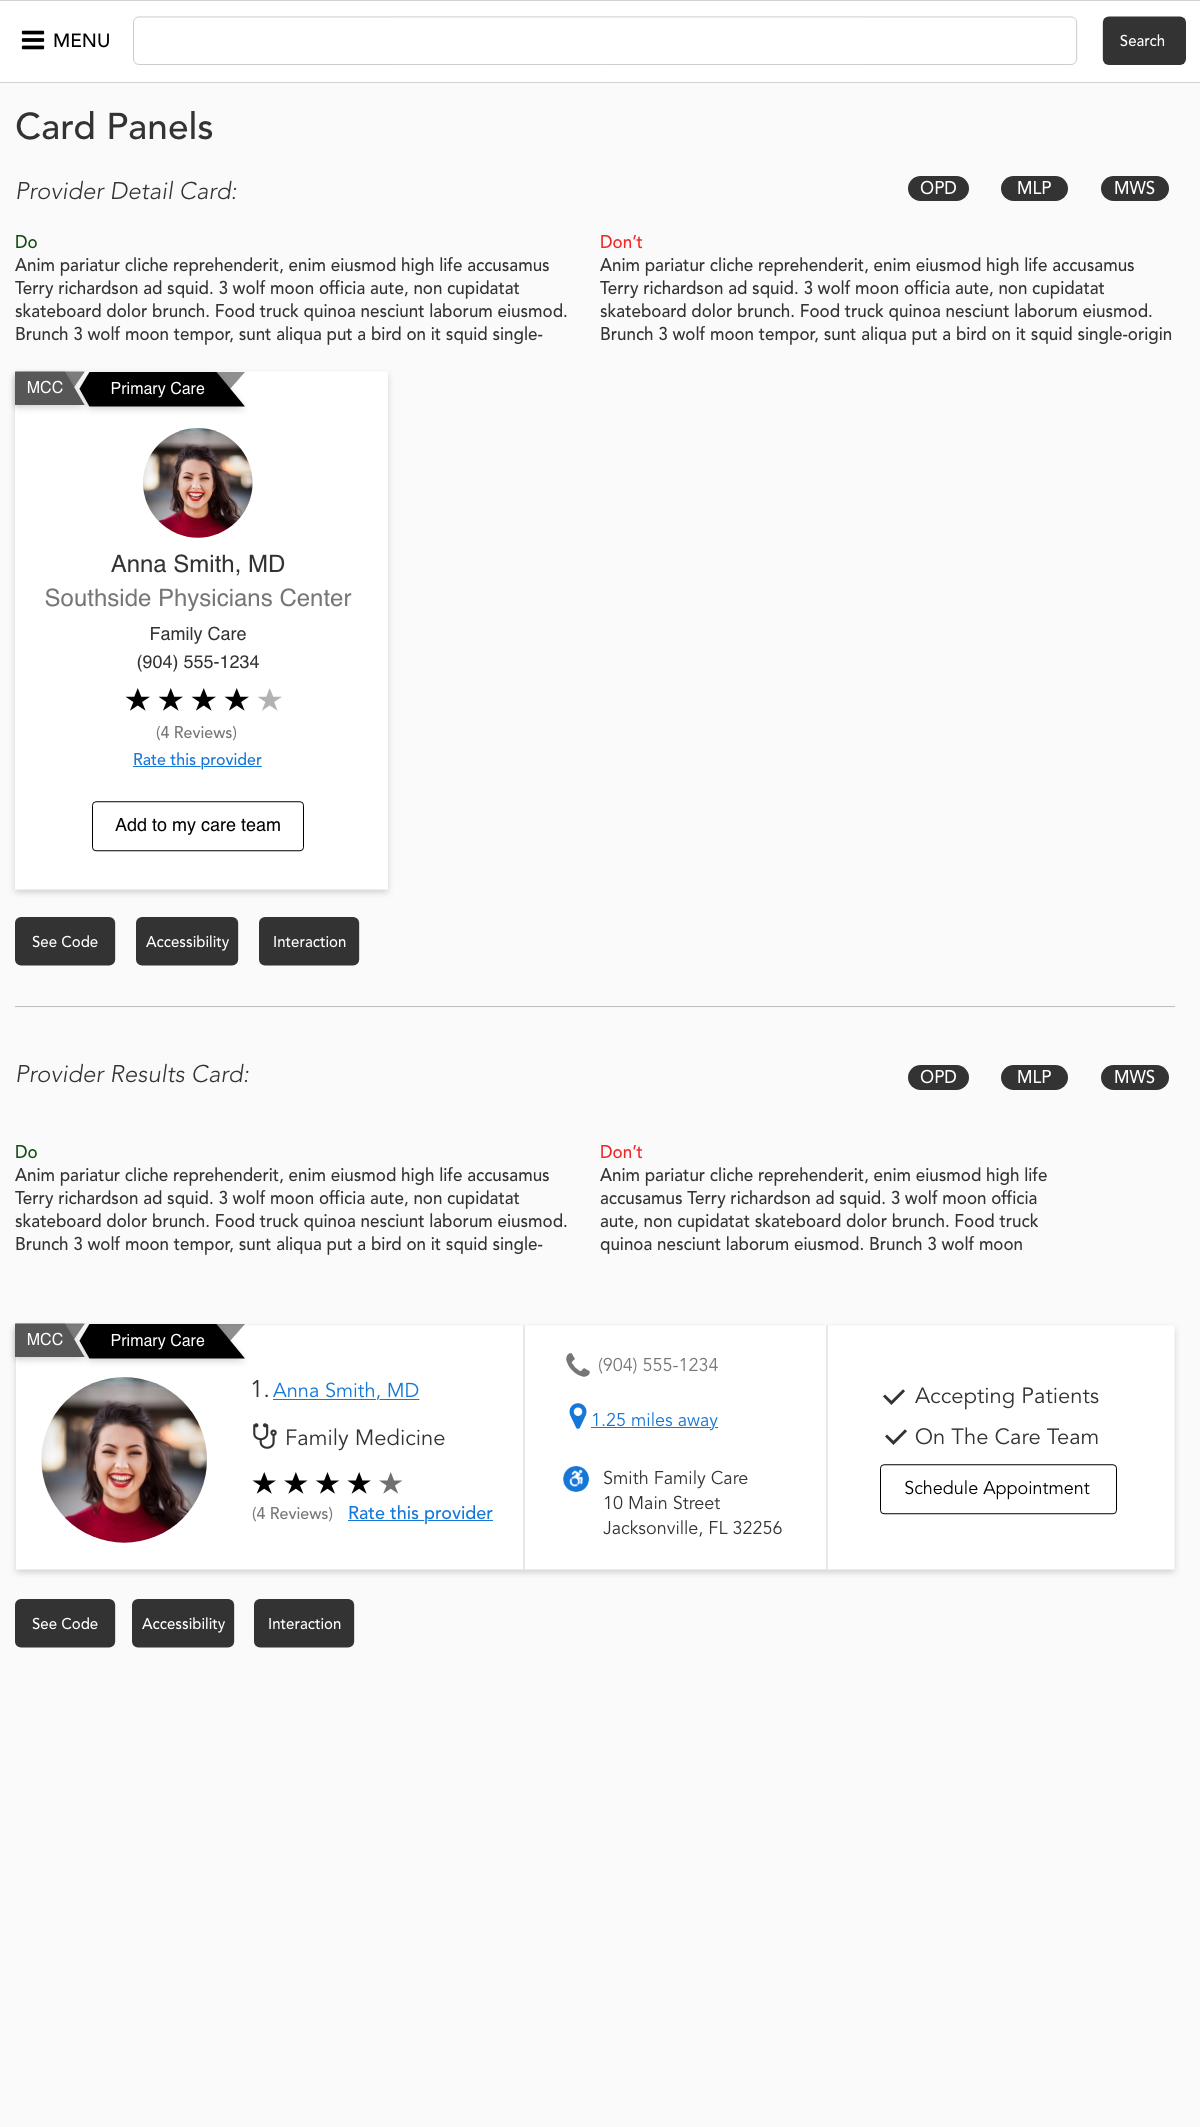 MENU
Search
Card Panels
Provider Detail Card:
OPD
MLP
MWS
Do
Anim pariatur cliche reprehenderit, enim eiusmod high life accusamus
Terry richardson ad squid. 3 wolf moon officia aute, non cupidatat
skateboard dolor brunch. Food truck quinoa nesciunt laborum eiusmod.
Brunch 3 wolf moon tempor, sunt aliqua put a bird on it squid single-
Don't
Anim pariatur cliche reprehenderit, enim eiusmod high life accusamus
Terry richardson ad squid. 3 wolf moon officia aute, non cupidatat
skateboard dolor brunch. Food truck quinoa nesciunt laborum eiusmod.
Brunch 3 wolf moon tempor, sunt aliqua put a bird on it squid single-origin
MCC
Primary Care
Anna Smith, MD
Southside Physicians Center
Family Care
(904) 555-1234
(4 Reviews)
Rate this provider
Add to my care team
See Code
Accessibility
Interaction
Provider Results Card:
OPD
MLP
MWS
Do
Anim pariatur cliche reprehenderit, enim eiusmod high life accusamus
Terry richardson ad squid. 3 wolf moon officia aute, non cupidatat
skateboard dolor brunch. Food truck quinoa nesciunt laborum eiusmod.
Brunch 3 wolf moon tempor, sunt aliqua put a bird on it squid single-
Don't
Anim pariatur cliche reprehenderit, enim eiusmod high life
accusamus Terry richardson ad squid. 3 wolf moon officia
aute, non cupidatat skateboard dolor brunch. Food truck
quinoa nesciunt laborum eiusmod. Brunch 3 wolf moon
MCC
Primary Care
1. Anna Smith, MD
Family Medicine
(4 Reviews) Rate this provider
(904) 555-1234
1.25 miles away
Smith Family Care
10 Main Street
Jacksonville, FL 32256
Accepting Patients
On The Care Team
Schedule Appointment
See Code
Accessibility
Interaction